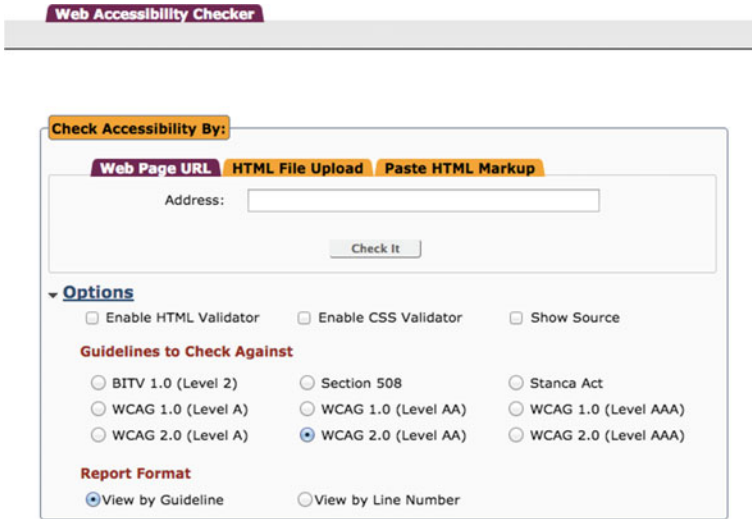 Web Accessibility Checker
Check Accessibility By:
Web Page URL HTML File Upload Paste HTML Markup
Address:
Check It
Options
Enable HTML Validator Enable CSS Validator Show Source
Guidelines to Check Against
BITV 1.0 (Level 2) Section 508 Stanca Act
WCAG 1.0 (Level A) WCAG 1.0 (Level AA) WCAG 1.0 (Level AAA)
WCAG 2.0 (Level A) WCAG 2.0 (Level AA) WCAG 2.0 (Level AAA)
Report Format
View by Guideline View by Line Number